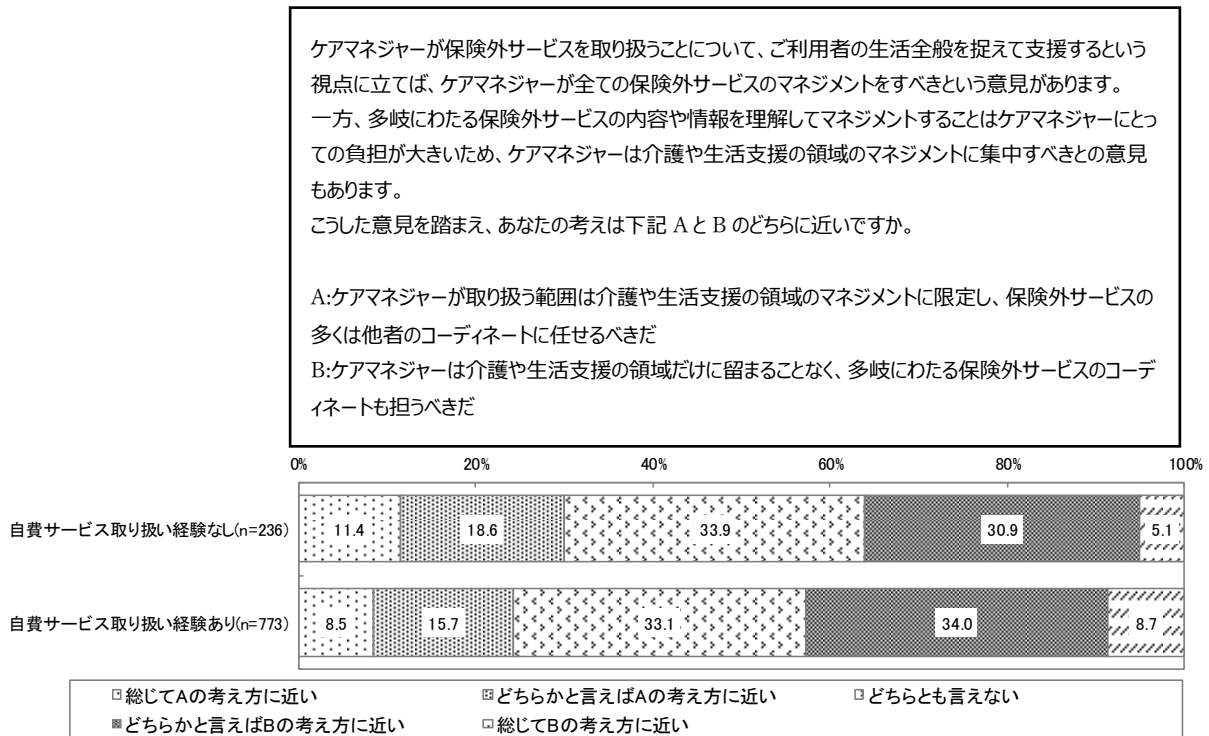 ケアマネジャーが保険外サービスを取り扱うことについて、ご利用者の生活全般を捉えて支援するという
視点に立てば、ケアマネジャーが全ての保険外サービスのマネジメントをすべきという意見があります。
一方、多岐にわたる保険外サービスの内容や情報を理解してマネジメントすることはケアマネジャーにとっ
ての負担が大きいため、ケアマネジャーは介護や生活支援の領域のマネジメントに集中すべきとの意見
もあります。
こうした意見を踏まえ、あなたの考えは下記 A と B のどちらに近いですか。
A:ケアマネジャーが取り扱う範囲は介護や生活支援の領域のマネジメントに限定し、保険外サービスの
多くは他者のコーディネートに任せるべきだ
B:ケアマネジャーは介護や生活支援の領域だけに留まることなく、多岐にわたる保険外サービスのコーデ
ィネートも担うべきだ
0% 20% 40% 60% 80% 100%
自費サービス取り扱い経験なし(n=236) 11.4 18.6 33.9 30.9 5.1
自費サービス取り扱い経験あり(n=773) 8.5 15.7 33.1 34.0 8.7
総じてAの考え方に近い どちらかと言えばAの考え方に近い どちらとも言えない
どちらかと言えばBの考え方に近い 総じてBの考え方に近い